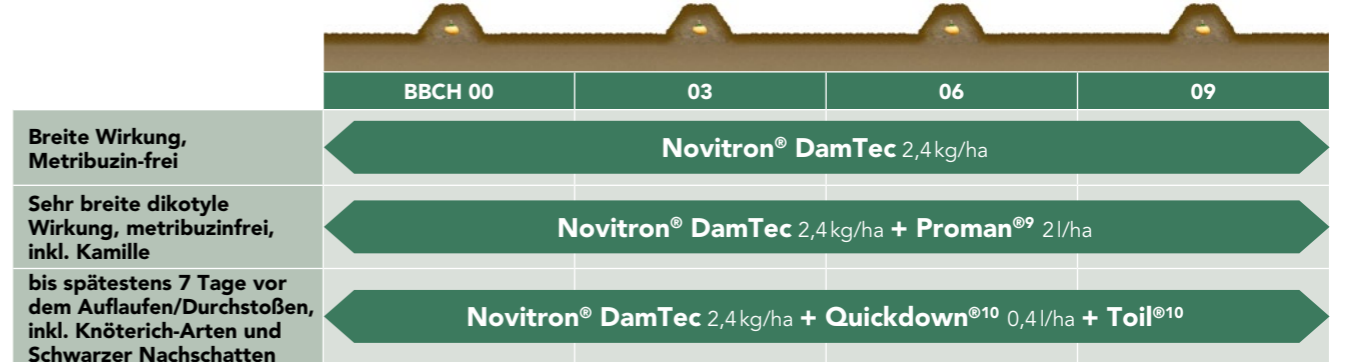 BBCH 00 03 06 09
Breite Wirkung,
Metribuzin-frei
Novitron® DamTec 2,4 kg/ha
Sehr breite dikotyle
Wirkung, metribuzinfrei,
inkl. Kamille
Novitron® DamTec 2,4 kg/ha + Proman®⁹ 2 l/ha
bis spätestens 7 Tage vor
dem Auflaufen/Durchstoßen,
inkl. Knöterich-Arten und
Schwarzer Nachschatten
Novitron® DamTec 2,4 kg/ha + Quickdown®¹⁰ 0,4 l/ha + Toil®¹⁰